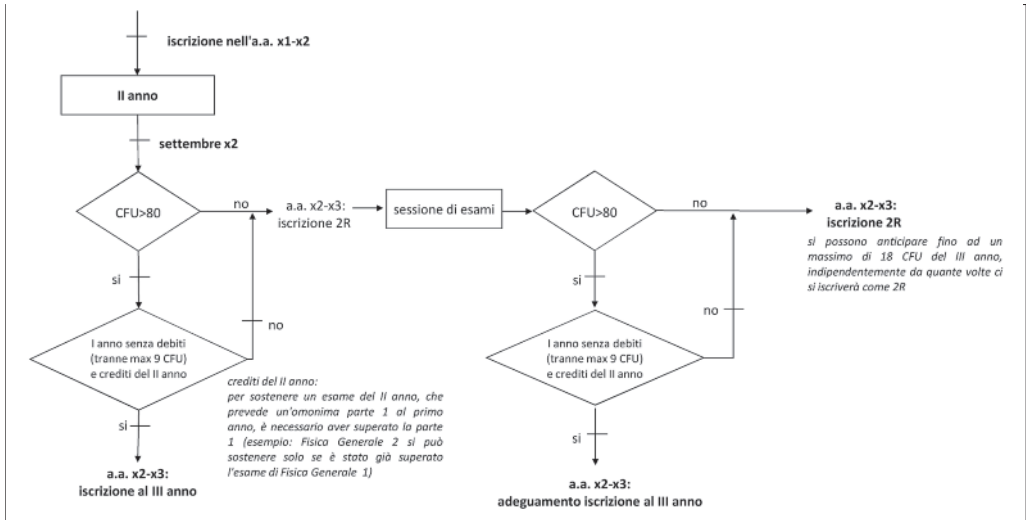 iscrizione nell'a.a. x1-x2
II anno
settembre x2
CFU>80
no
a.a. x2-x3:
iscrizione 2R
sessione di esami
CFU>80
no
a.a. x2-x3:
iscrizione 2R
si possono anticipare fino ad un
massimo di 18 CFU del III anno,
indipendentemente da quante volte ci
si iscriverà come 2R
si
no
si
no
I anno senza debiti
(tranne max 9 CFU)
e crediti del II anno
I anno senza debiti
(tranne max 9 CFU)
e crediti del II anno
crediti del II anno:
per sostenere un esame del II anno, che
prevede un'omonima parte 1 al primo
anno, è necessario aver superato la parte
1 (esempio: Fisica Generale 2 si può
sostenere solo se è stato già superato
l'esame di Fisica Generale 1)
si
a.a. x2-x3:
iscrizione al III anno
si
a.a. x2-x3:
adeguamento iscrizione al III anno